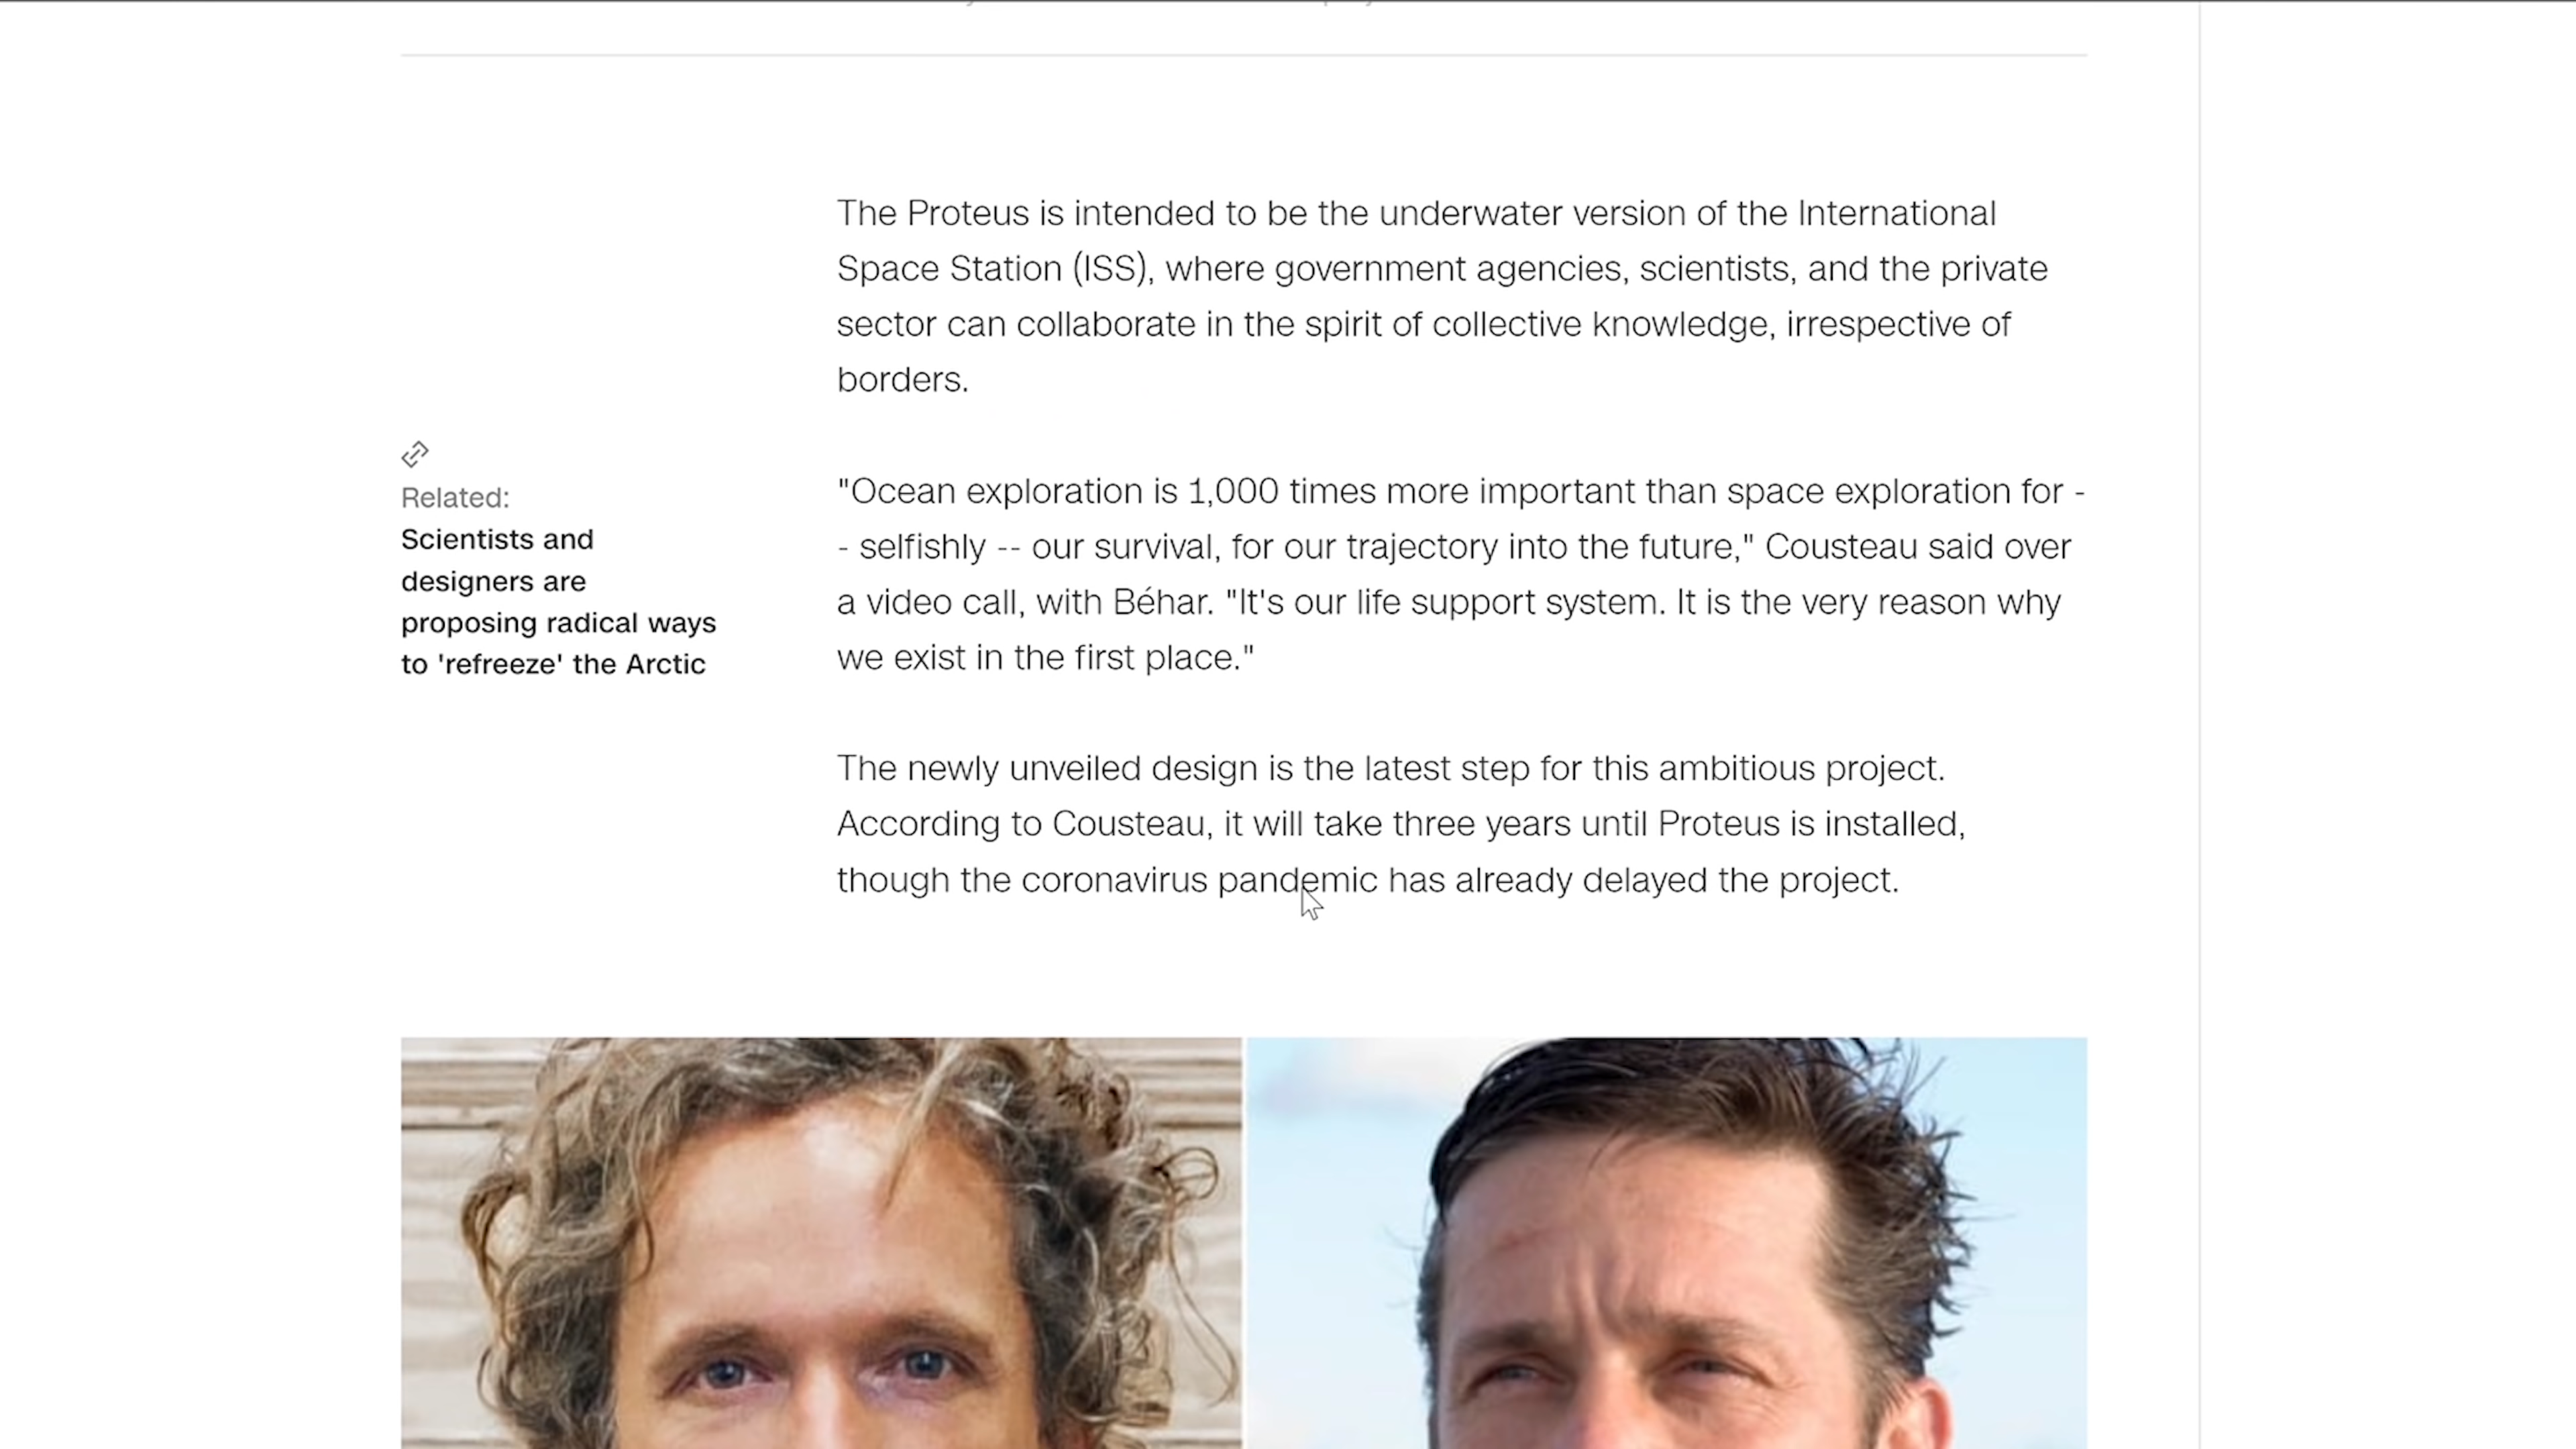 The Proteus is intended to be the underwater version of the International
Space Station (ISS), where government agencies, scientists, and the private
sector can collaborate in the spirit of collective knowledge, irrespective of
borders.
Related:
Scientists and
designers are
proposing radical ways
to 'refreeze' the Arctic
"Ocean exploration is 1,000 times more important than space exploration for -
- selfishly -- our survival, for our trajectory into the future," Cousteau said over
a video call, with Béhar. "It's our life support system. It is the very reason why
we exist in the first place."
The newly unveiled design is the latest step for this ambitious project.
According to Cousteau, it will take three years until Proteus is installed,
though the coronavirus pandemic has already delayed the project.